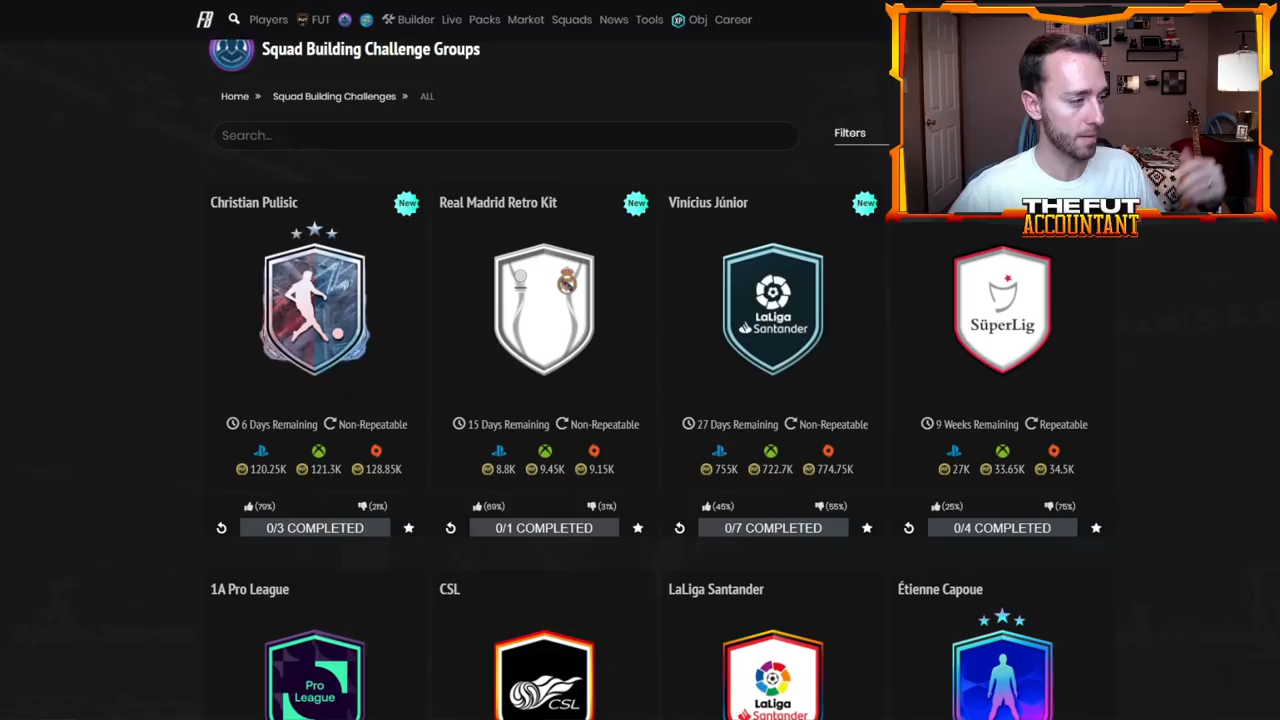 FB Players FUT Builder Live Packs Market Squads News Tools XP Obj Career
Squad Building Challenge Groups
Home » Squad Building Challenges » ALL
Search...
Filters
THE FUT
ACCOUNTANT
Christian Pulisic New
6 Days Remaining Non-Repeatable
120.25K 121.3K 128.85K
(79%) (21%)
0/3 COMPLETED
Real Madrid Retro Kit New
15 Days Remaining Non-Repeatable
8.8K 9.45K 9.15K
(69%) (31%)
0/1 COMPLETED
Vinícius Júnior New
LaLiga
Santander
27 Days Remaining Non-Repeatable
755K 722.7K 774.75K
(45%) (55%)
0/7 COMPLETED
SüperLig
9 Weeks Remaining Repeatable
27K 33.65K 34.5K
(25%) (75%)
0/4 COMPLETED
1A Pro League
Pro
League
CSL
CSL
LaLiga Santander
LaLiga
Santander
Étienne Capoue